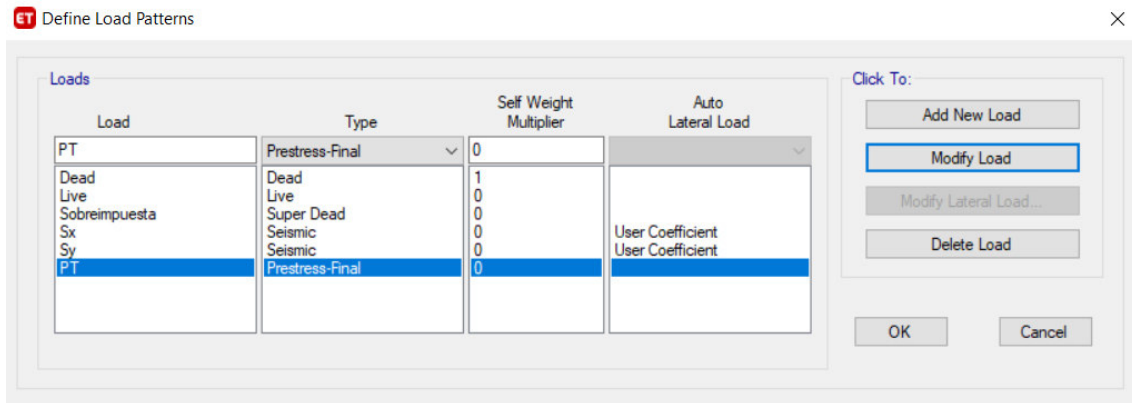 ET Define Load Patterns
Loads
Click To:
Load Type Self Weight Multiplier Auto Lateral Load
PT Prestress-Final 0
Dead Dead 1
Live Live 0
Sobreimpuesta Super Dead 0
Sx Seismic 0 User Coefficient
Sy Seismic 0 User Coefficient
PT Prestress-Final 0
Add New Load
Modify Load
Modify Lateral Load...
Delete Load
OK Cancel